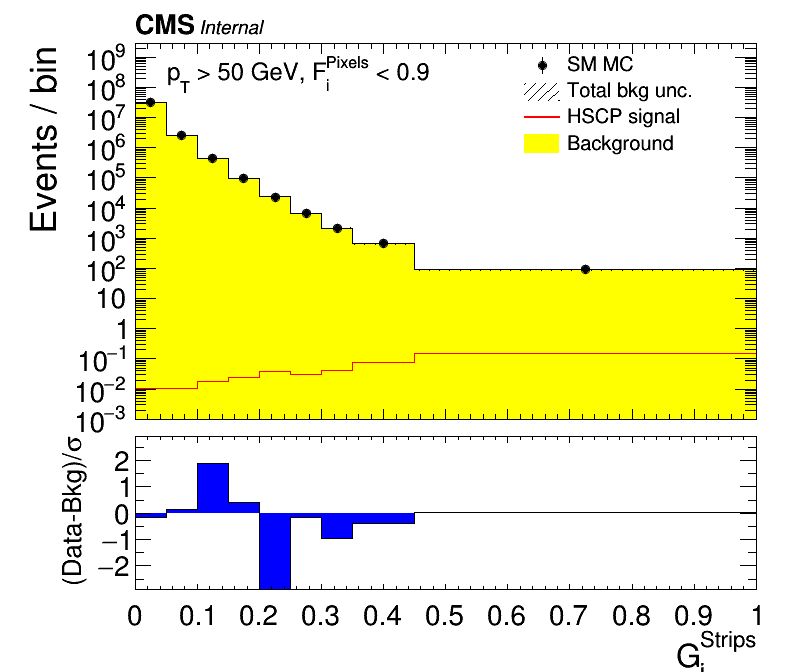 CMS Internal
p_T > 50 GeV, F_i^Pixels < 0.9
SM MC
Total bkg unc.
HSCP signal
Background
Events / bin
10^9
10^8
10^7
10^6
10^5
10^4
10^3
10^2
10
1
10^−1
10^−2
10^−3
(Data-Bkg)/σ
2
1
0
−1
−2
0 0.1 0.2 0.3 0.4 0.5 0.6 0.7 0.8 0.9 1
G_i^Strips